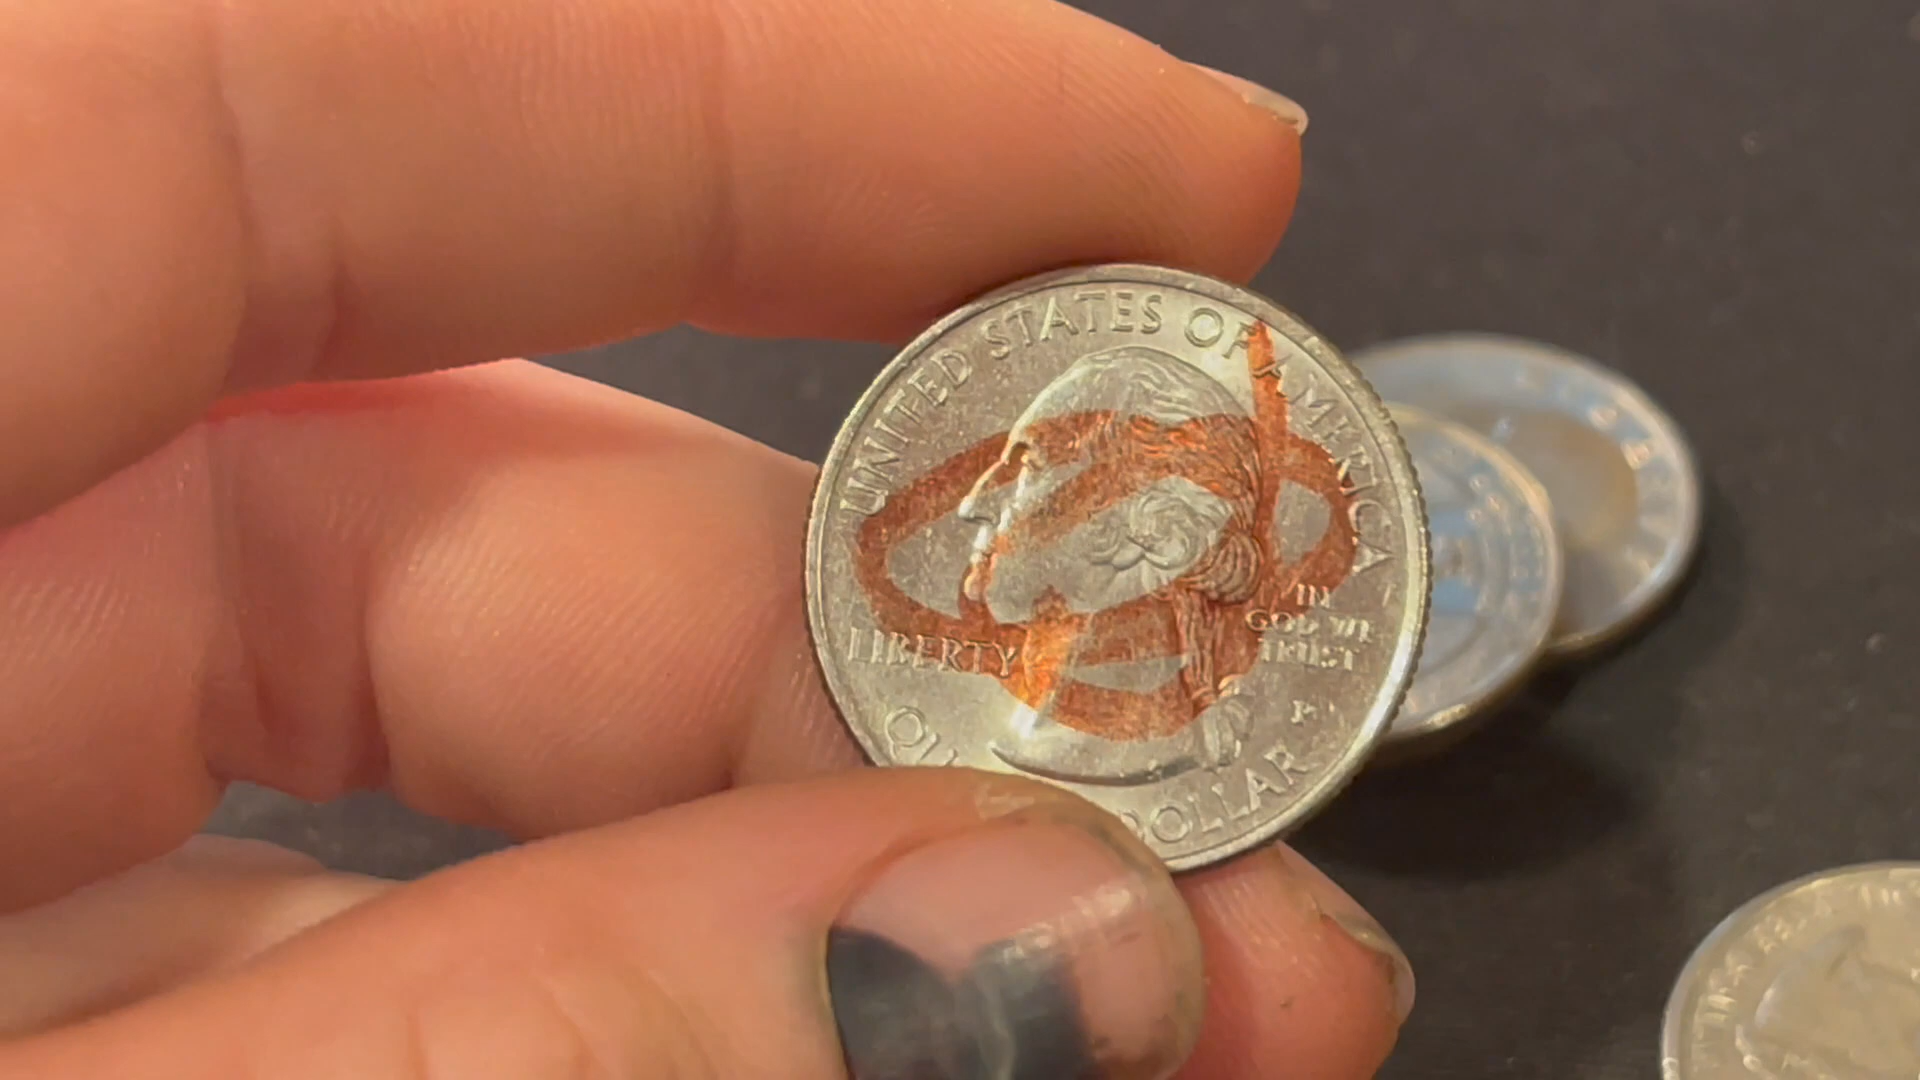 UNITED STATES OF AMERICA
LIBERTY
IN
GOD WE
TRUST
P
DOLLAR